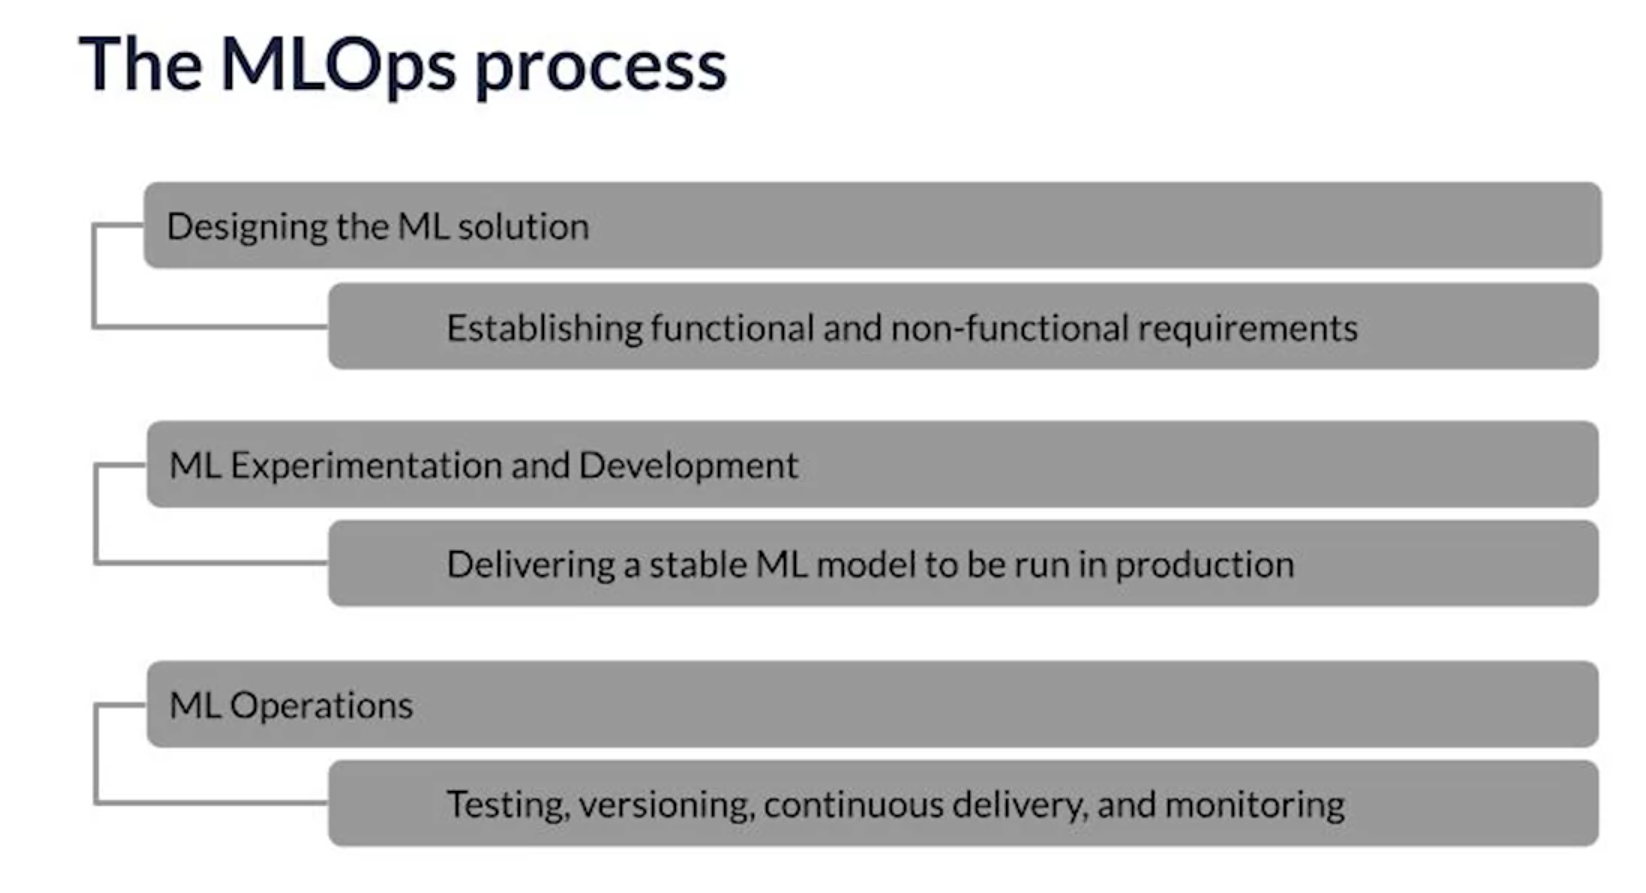 The MLOps process
Designing the ML solution
Establishing functional and non-functional requirements
ML Experimentation and Development
Delivering a stable ML model to be run in production
ML Operations
Testing, versioning, continuous delivery, and monitoring